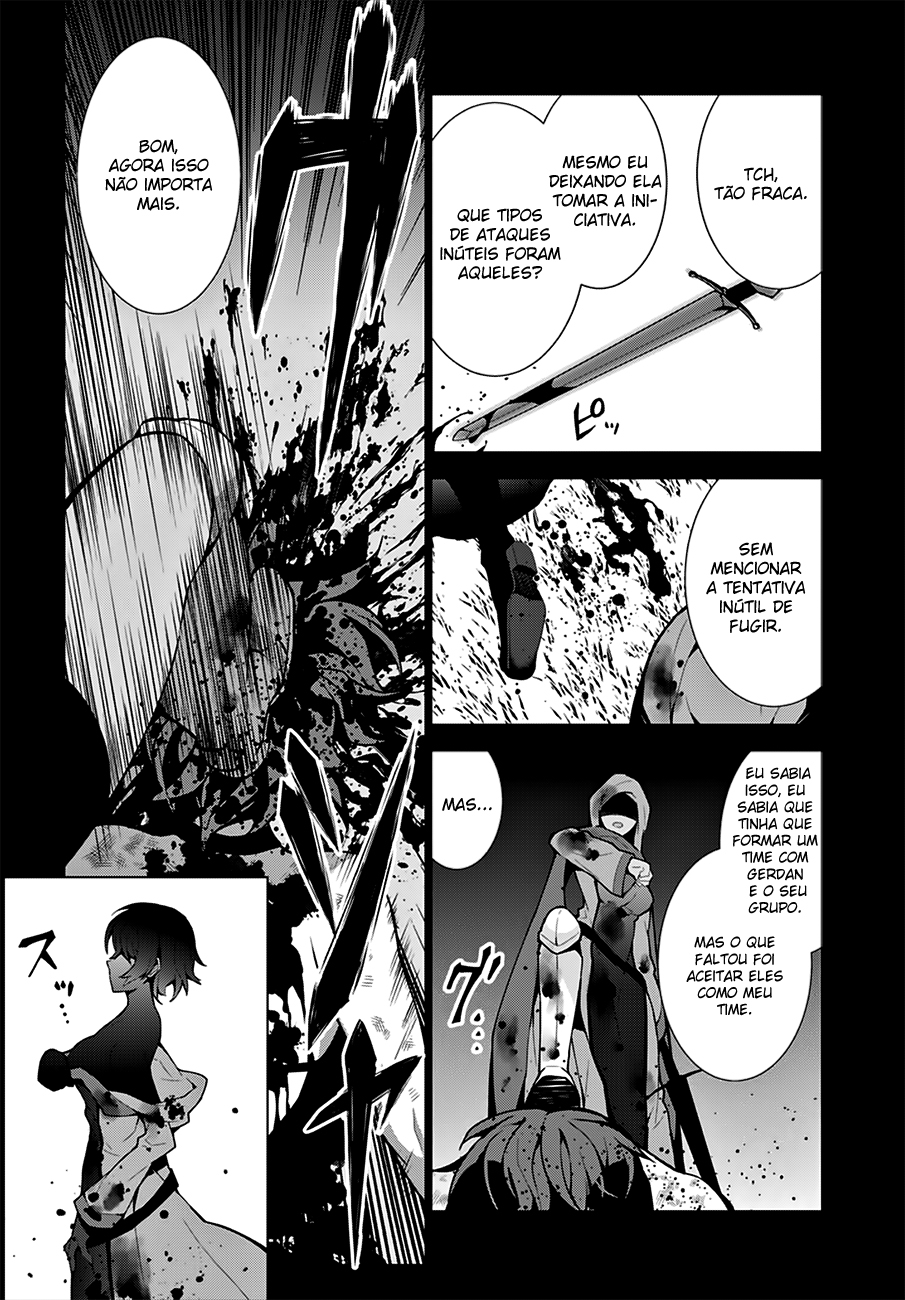 TCH,
TÃO FRACA.
MESMO EU
DEIXANDO ELA
TOMAR A INI-
CIATIVA.
QUE TIPOS
DE ATAQUES
INÚTEIS FORAM
AQUELES?
ピッ
SEM
MENCIONAR
A TENTATIVA
INÚTIL DE
FUGIR.
EU SABIA
ISSO, EU
SABIA QUE
TINHA QUE
FORMAR UM
TIME COM
GERDAN
E O SEU
GRUPO.
MAS O QUE
FALTOU FOI
ACEITAR ELES
COMO MEU
TIME.
MAS...
グ...
BOM,
AGORA ISSO
NÃO IMPORTA
MAIS.
ス...